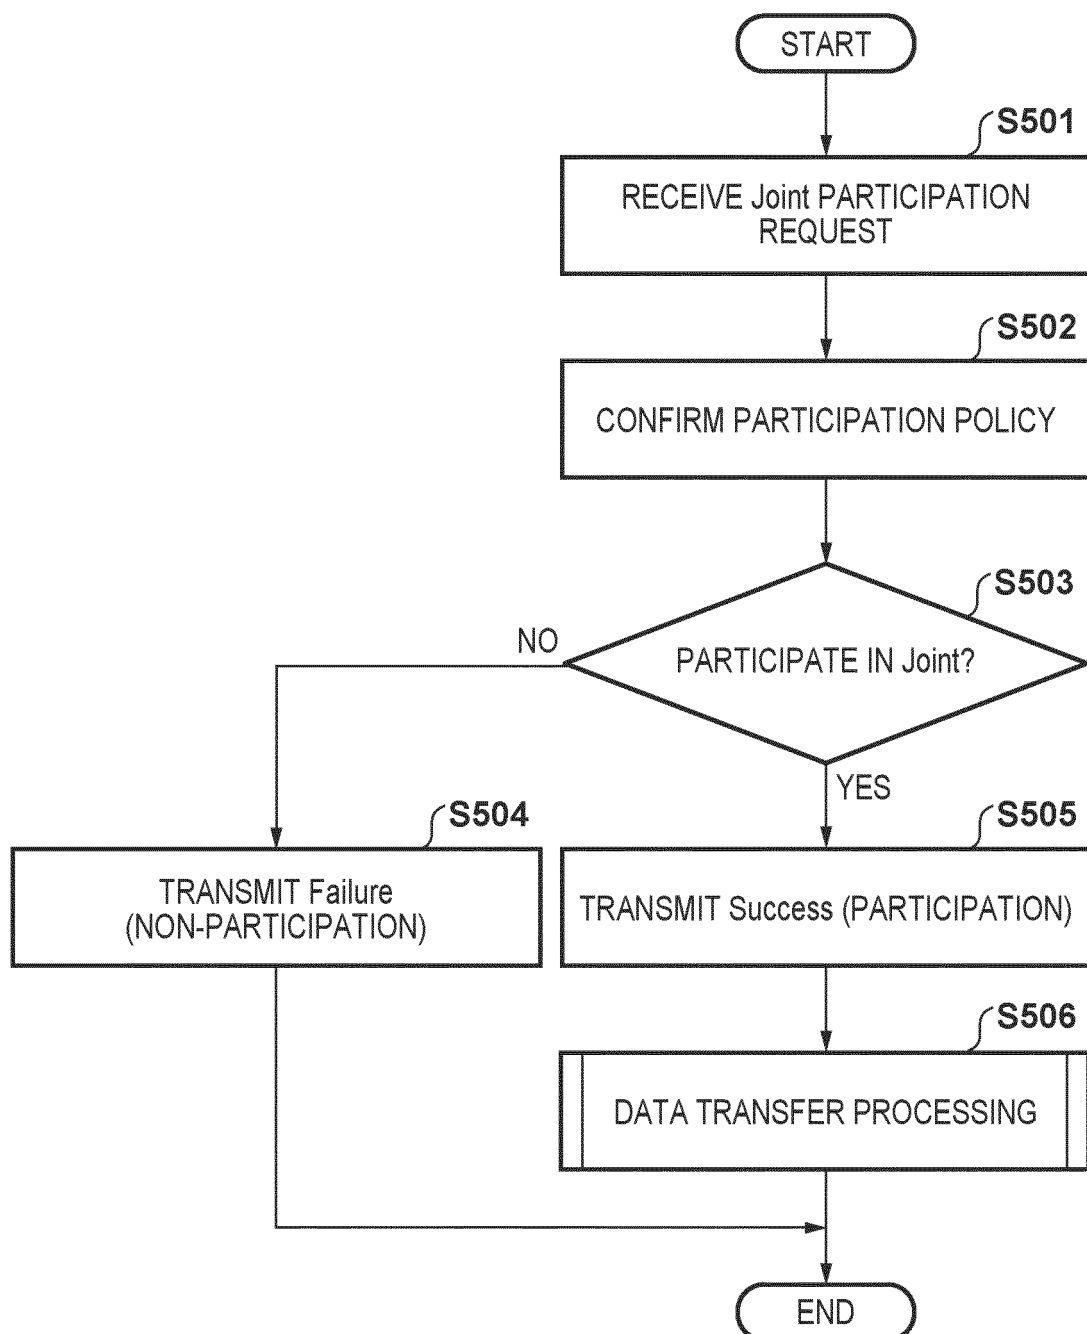 START
S501
RECEIVE Joint PARTICIPATION
REQUEST
S502
CONFIRM PARTICIPATION POLICY
S503
PARTICIPATE IN Joint?
NO
YES
S504
TRANSMIT Failure
(NON-PARTICIPATION)
S505
TRANSMIT Success (PARTICIPATION)
S506
DATA TRANSFER PROCESSING
END